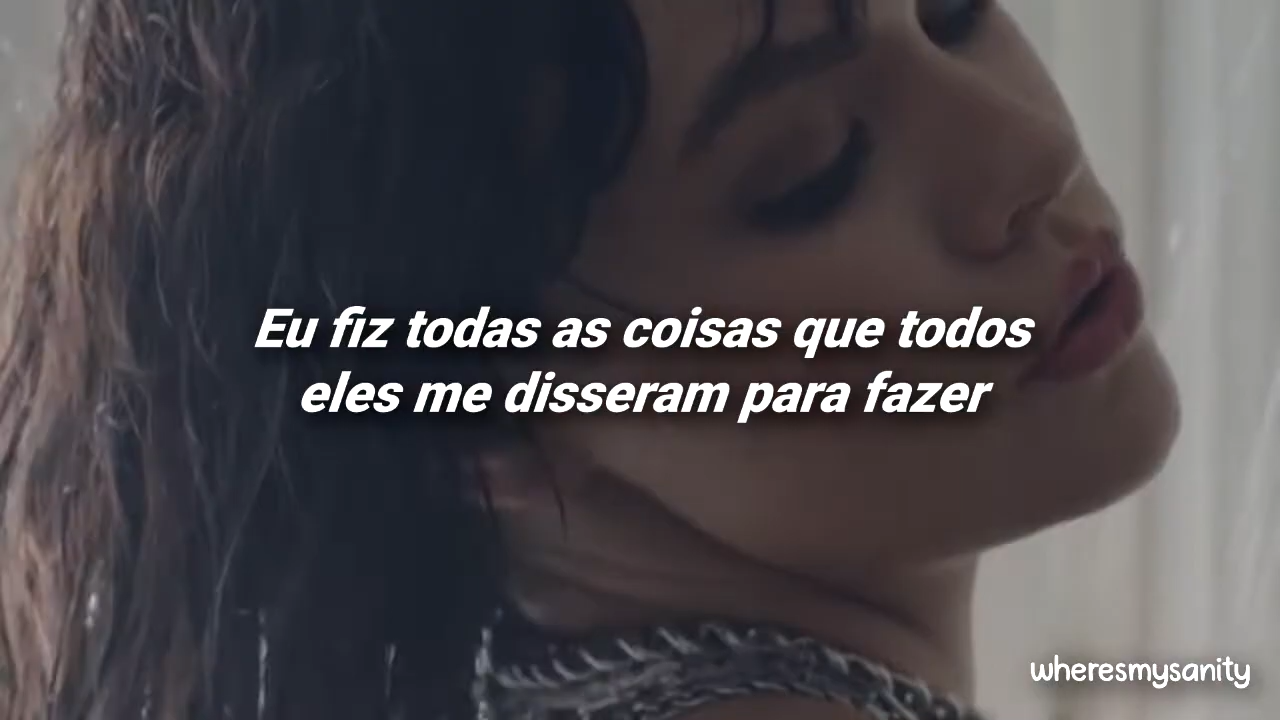 Eu fiz todas as coisas que todos
eles me disseram para fazer
wheresmysanity